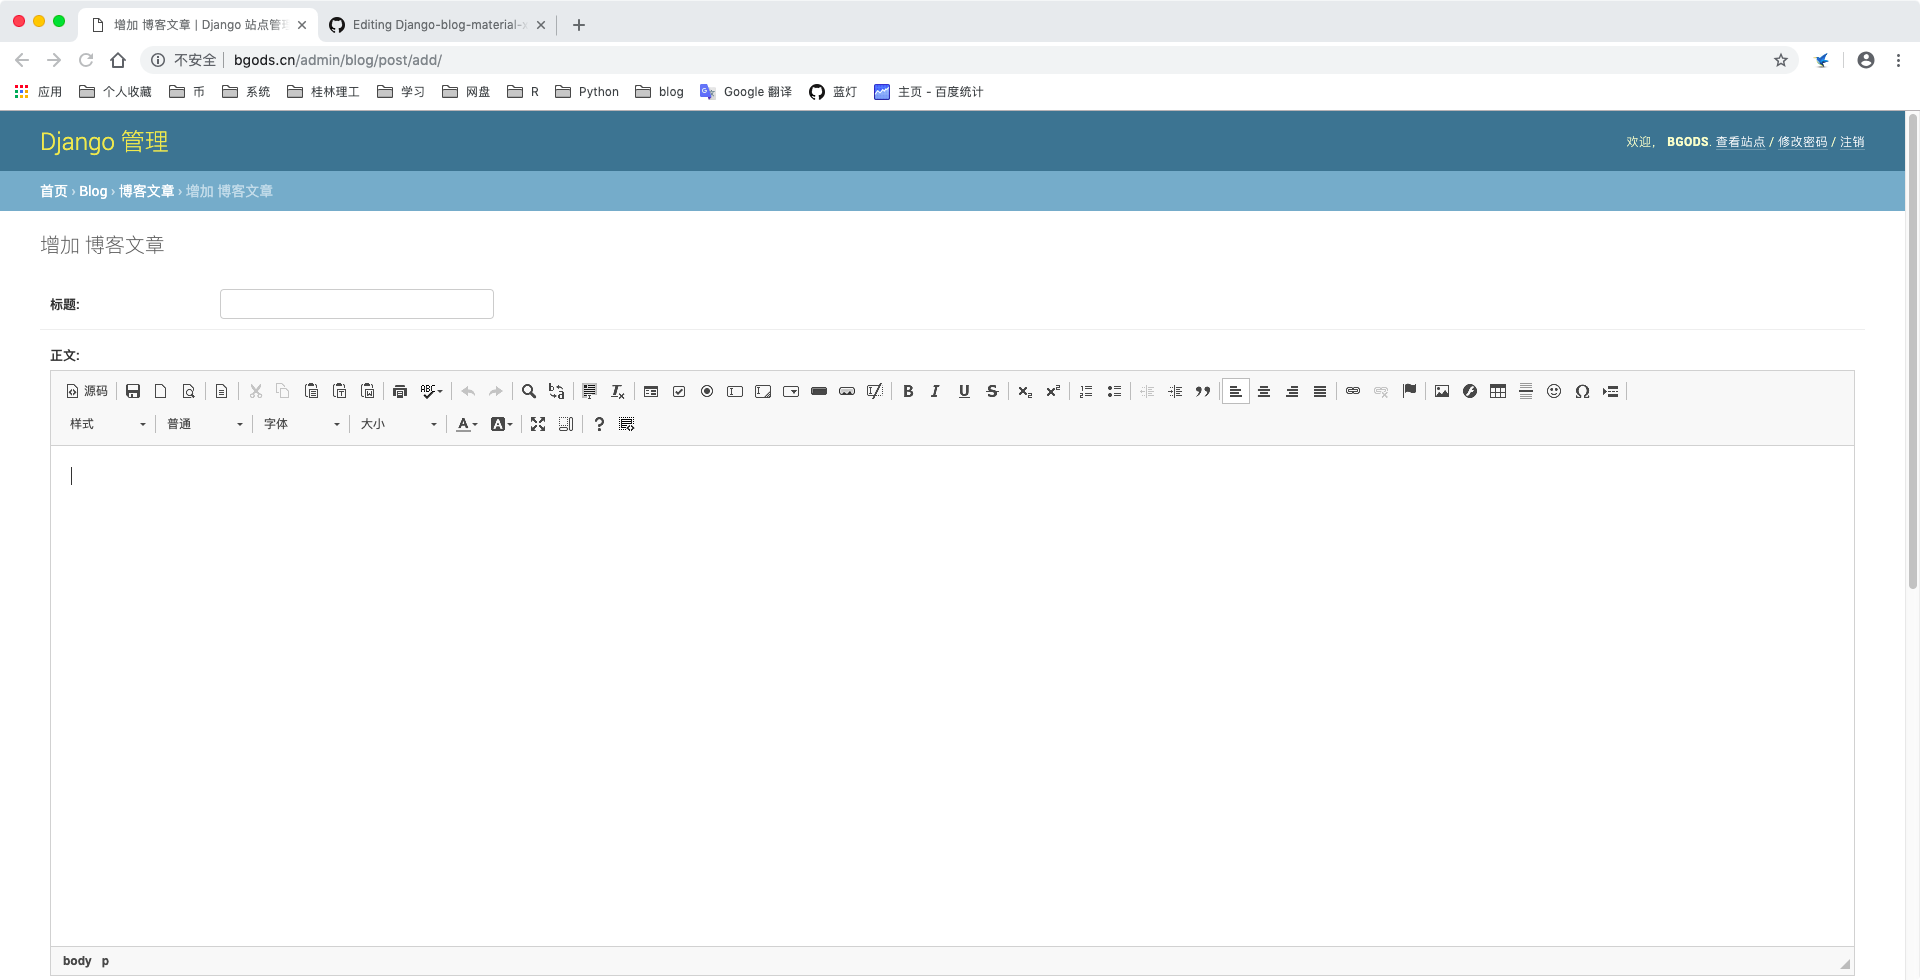 增加 博客文章 | Django 站点管理
Editing Django-blog-material-x
不安全 bgods.cn/admin/blog/post/add/
应用 个人收藏 币 系统 桂林理工 学习 网盘 R Python blog Google 翻译 蓝灯 主页 - 百度统计
Django 管理
欢迎， BGODS. 查看站点 / 修改密码 / 注销
首页 › Blog › 博客文章 › 增加 博客文章
增加 博客文章
标题:
正文:
源码
样式 普通 字体 大小
body p